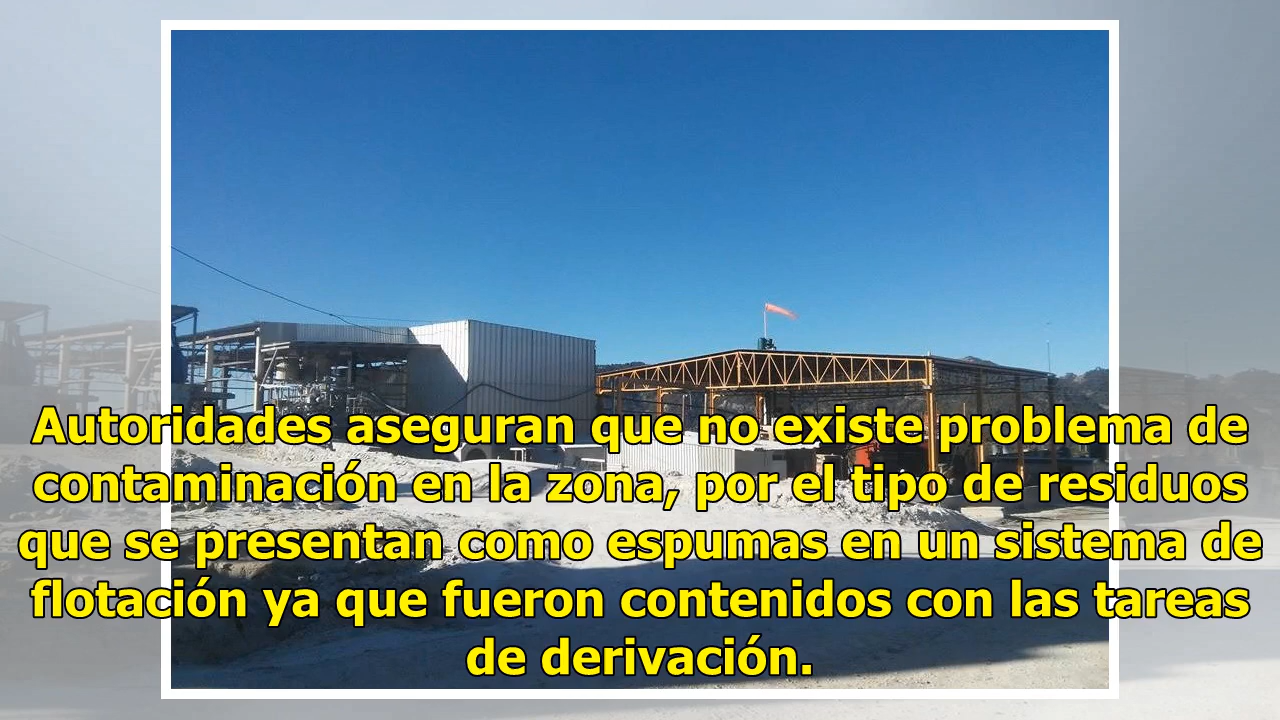 Autoridades aseguran que no existe problema de
contaminación en la zona, por el tipo de residuos
que se presentan como espumas en un sistema de
flotación ya que fueron contenidos con las tareas
de derivación.